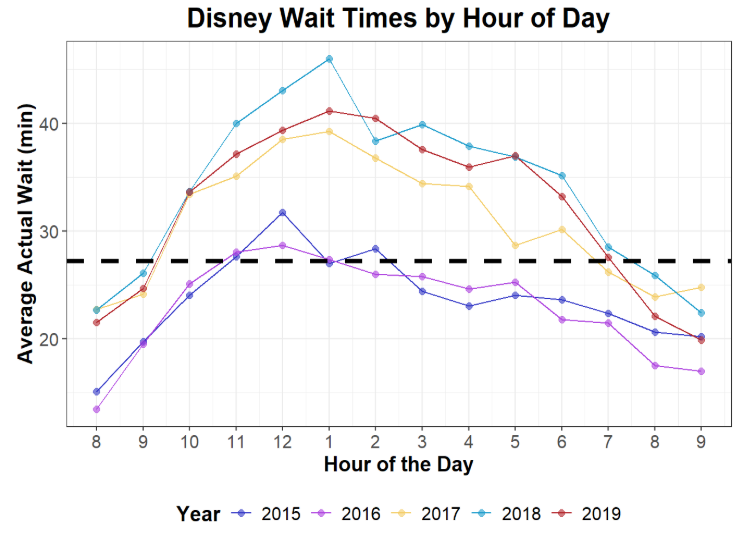 Disney Wait Times by Hour of Day
Average Actual Wait (min)
40
30
20
8 9 10 11 12 1 2 3 4 5 6 7 8 9
Hour of the Day
Year 2015 2016 2017 2018 2019